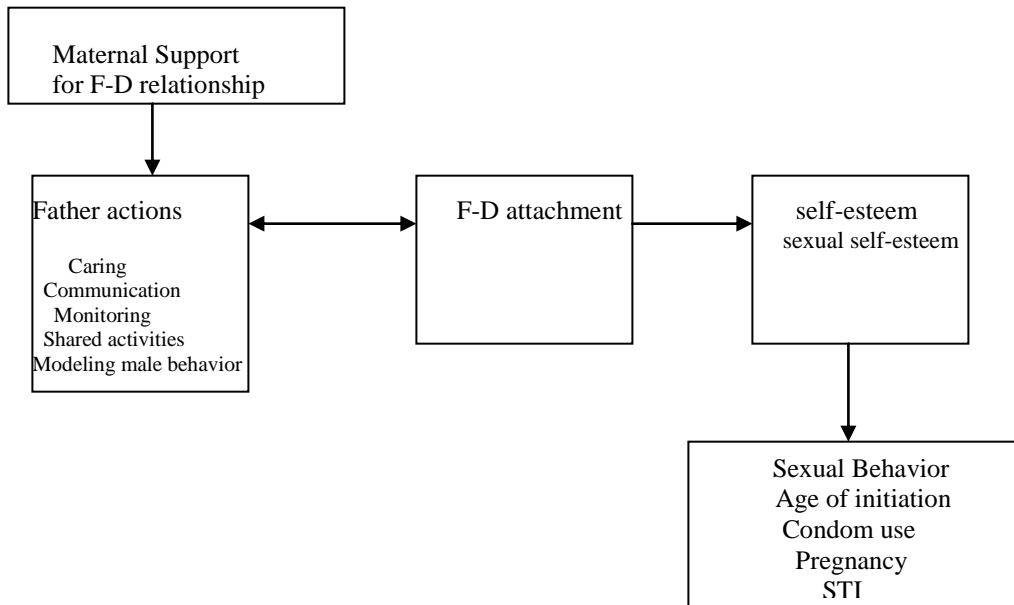 Maternal Support
for F-D relationship
Father actions
Caring
Communication
Monitoring
Shared activities
Modeling male behavior
F-D attachment
self-esteem
sexual self-esteem
Sexual Behavior
Age of initiation
Condom use
Pregnancy
STI